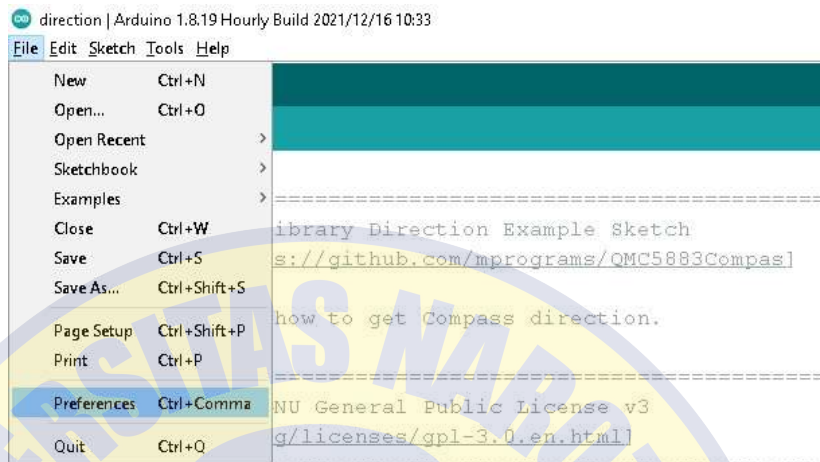 direction | Arduino 1.8.19 Hourly Build 2021/12/16 10:33
File Edit Sketch Tools Help
New Ctrl+N
Open... Ctrl+O
Open Recent
Sketchbook
Examples
Close Ctrl+W
Save Ctrl+S
Save As... Ctrl+Shift+S
Page Setup Ctrl+Shift+P
Print Ctrl+P
Preferences Ctrl+Comma
Quit Ctrl+Q
=========================================
ibrary Direction Example Sketch
s://github.com/mprograms/QMC5883Compas]
how to get Compass direction.
=========================================
NU General Public License v3
g/licenses/gpl-3.0.en.html]
RSITAS NA